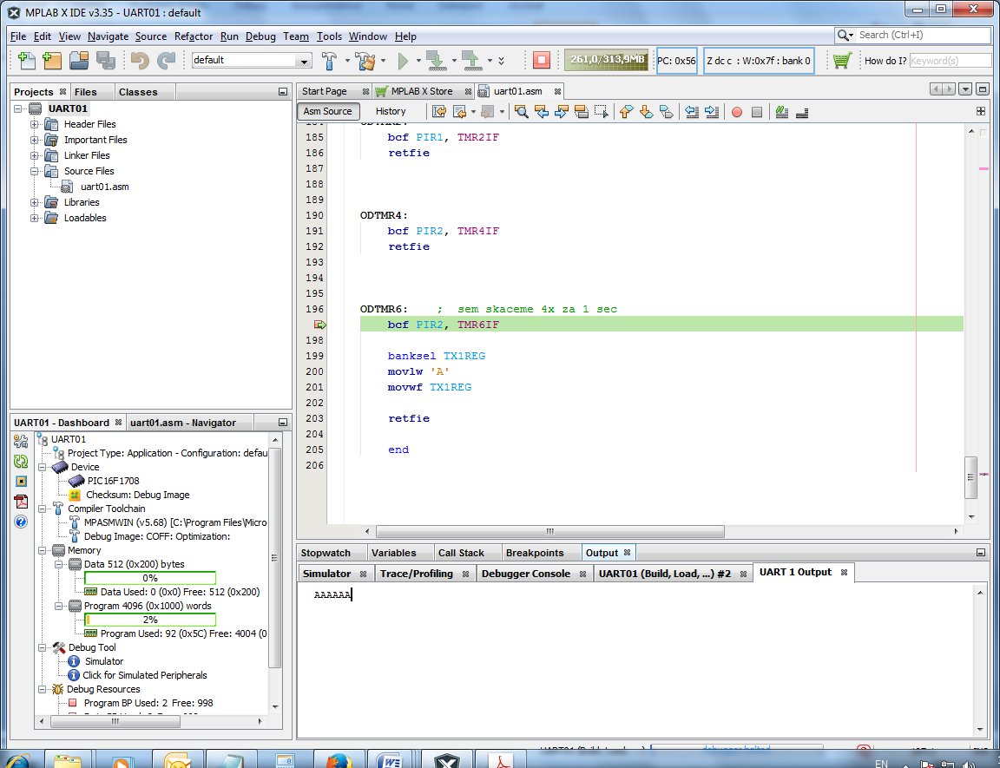 MPLAB X IDE v3.35 - UART01 : default
File Edit View Navigate Source Refactor Run Debug Team Tools Window Help
Search (Ctrl+I)
default
261,0/313,9MB
PC: 0x56
Z dc c : W:0x7f : bank 0
How do I?
Keyword(s)
Projects
Files
Classes
UART01
Header Files
Important Files
Linker Files
Source Files
uart01.asm
Libraries
Loadables
Start Page
MPLAB X Store
uart01.asm
Asm Source
History
185 bcf PIR1, TMR2IF
186 retfie
187
188
189
190 ODTMR4:
191 bcf PIR2, TMR4IF
192 retfie
193
194
195
196 ODTMR6: ; sem skaceme 4x za 1 sec
bcf PIR2, TMR6IF
198
199 banksel TX1REG
200 movlw 'A'
201 movwf TX1REG
202
203 retfie
204
205 end
206
UART01 - Dashboard
uart01.asm - Navigator
UART01
Project Type: Application - Configuration: defau
Device
PIC16F1708
Checksum: Debug Image
Compiler Toolchain
MPASMWIN (v5.68) [C:\Program Files\Micro
Debug Image: COFF: Optimization:
Memory
Data 512 (0x200) bytes
0%
Data Used: 0 (0x0) Free: 512 (0x200)
Program 4096 (0x1000) words
2%
Program Used: 92 (0x5C) Free: 4004 (0
Debug Tool
Simulator
Click for Simulated Peripherals
Debug Resources
Program BP Used: 2 Free: 998
Stopwatch
Variables
Call Stack
Breakpoints
Output
Simulator
Trace/Profiling
Debugger Console
UART01 (Build, Load, ...) #2
UART 1 Output
AAAAAA
EN